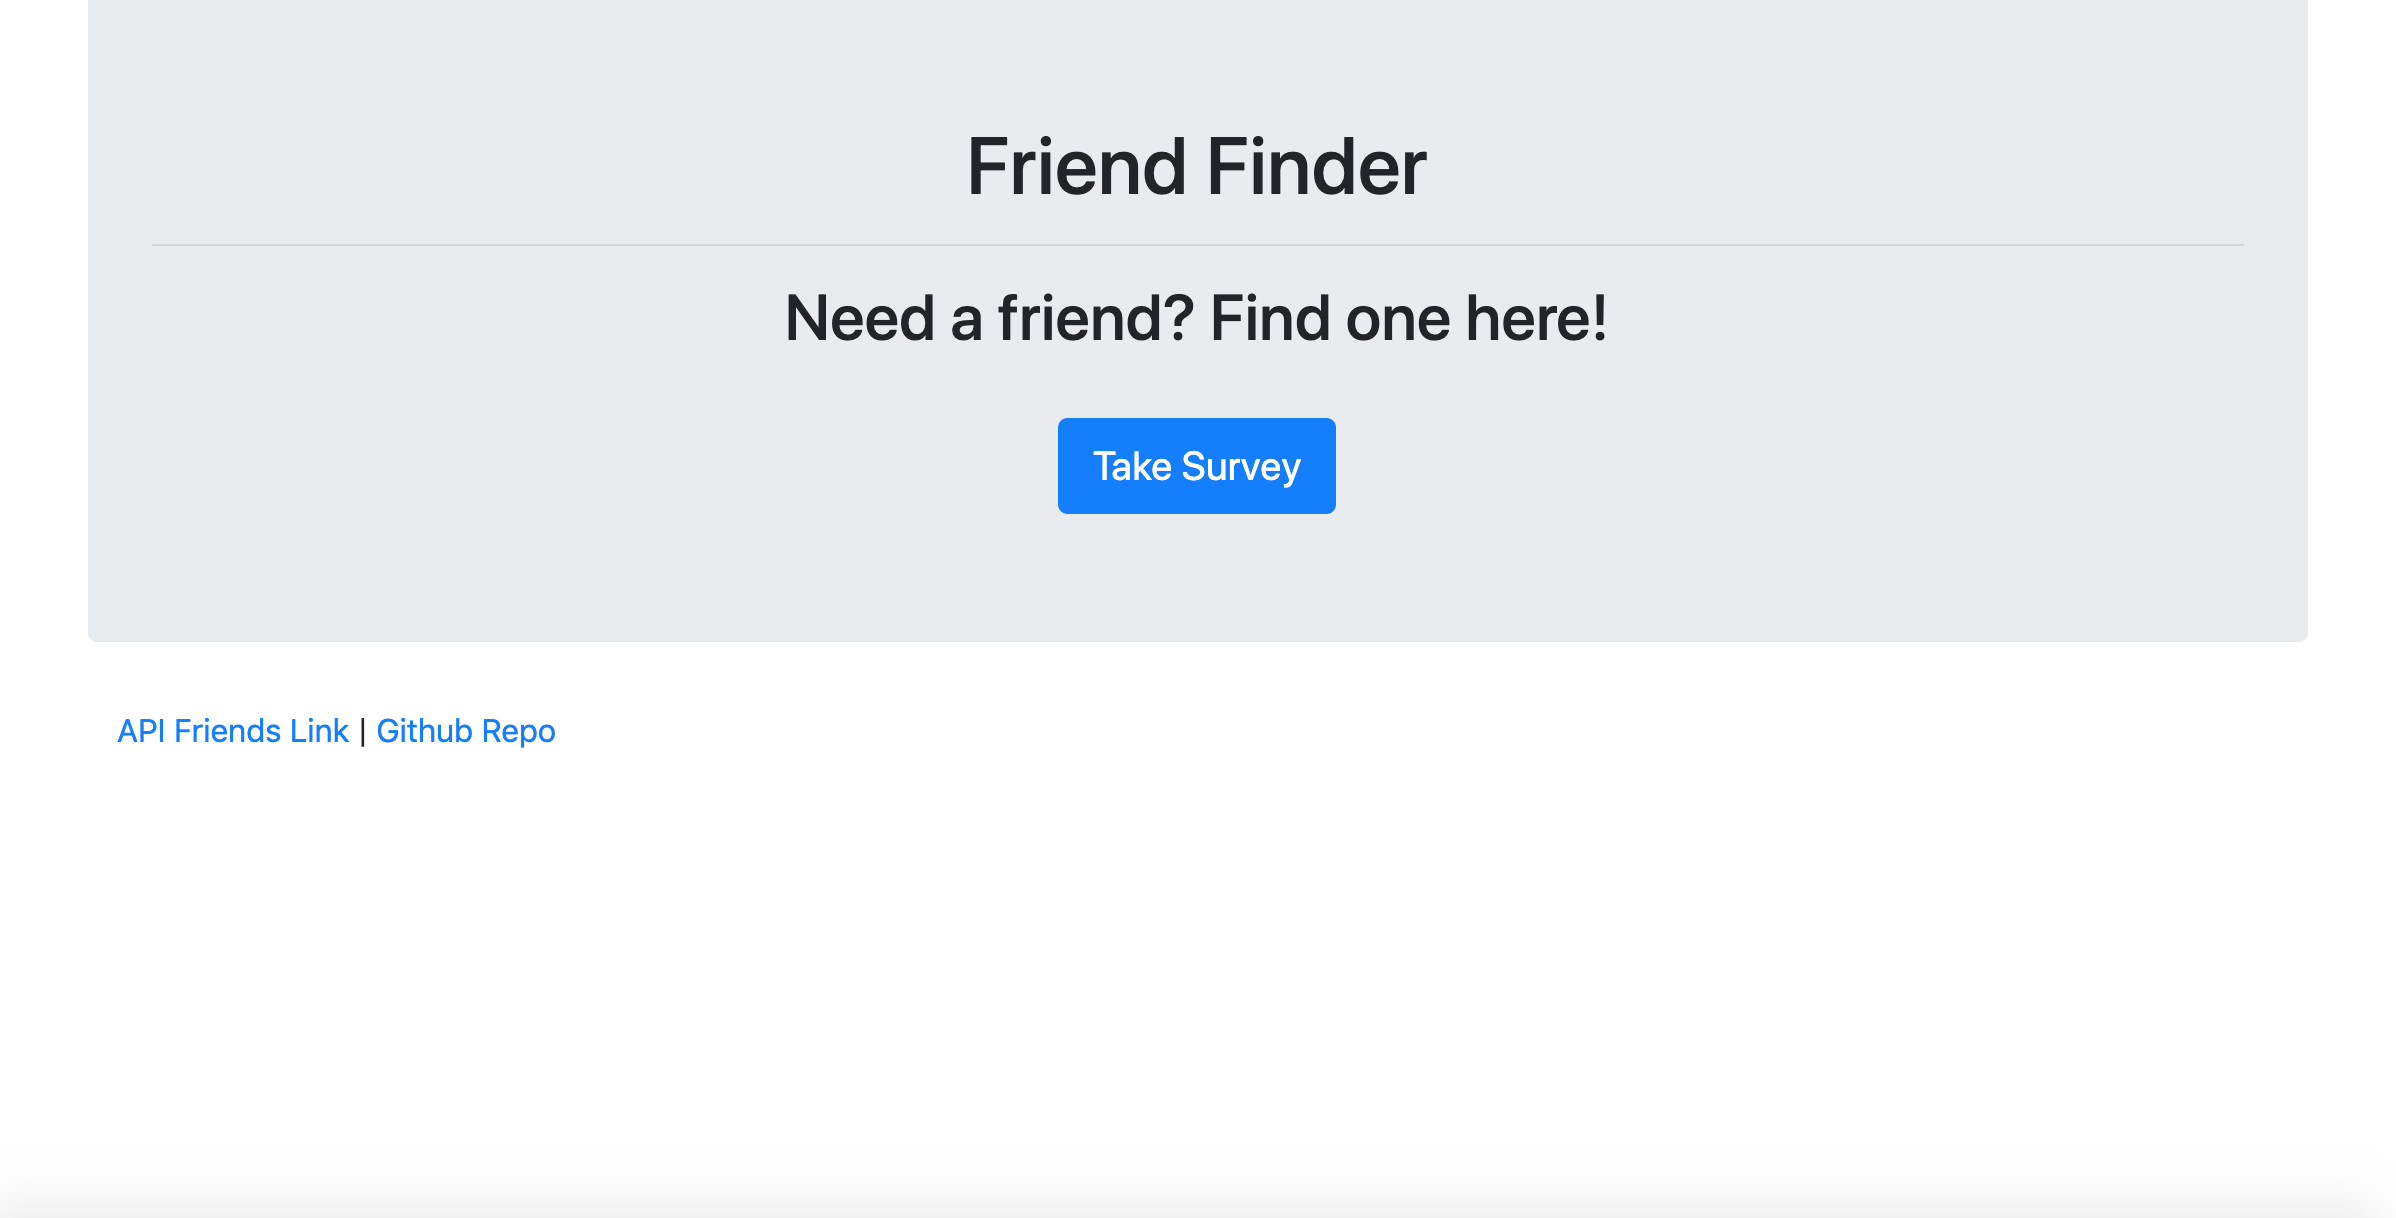 Friend Finder
Need a friend? Find one here!
Take Survey
API Friends Link | Github Repo